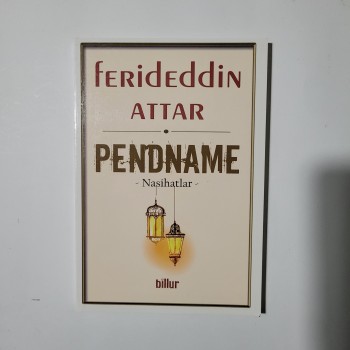 feriDeDDin
ATTAR
PENDNAME
- Nasihatlar -
billur